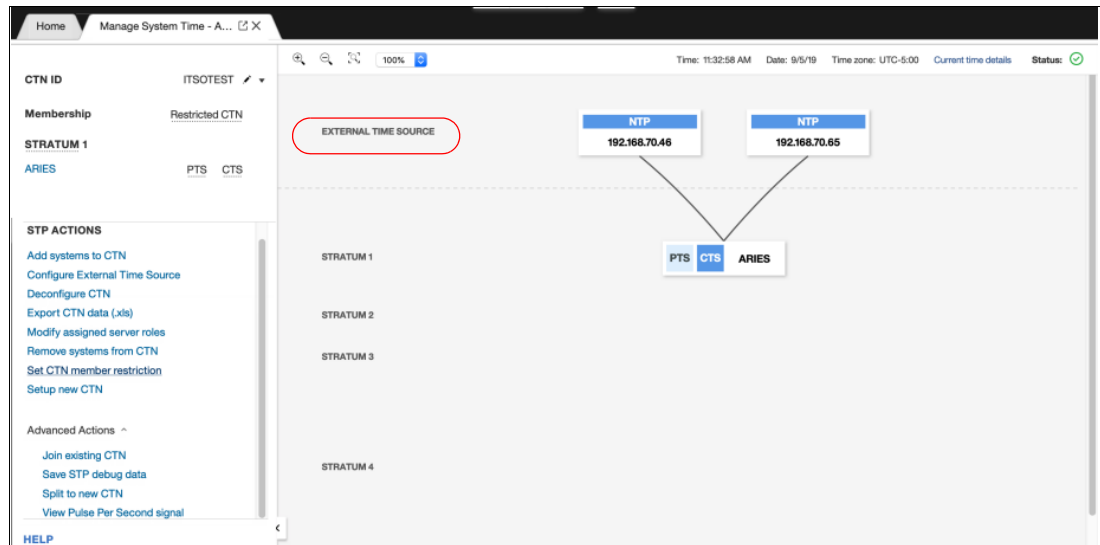 Home
Manage System Time - A...
100%
Time: 11:32:58 AM Date: 9/5/19 Time zone: UTC-5:00 Current time details Status:
CTN ID ITSOTEST
Membership Restricted CTN
STRATUM 1
ARIES PTS CTS
STP ACTIONS
Add systems to CTN
Configure External Time Source
Deconfigure CTN
Export CTN data (.xls)
Modify assigned server roles
Remove systems from CTN
Set CTN member restriction
Setup new CTN
Advanced Actions
Join existing CTN
Save STP debug data
Split to new CTN
View Pulse Per Second signal
HELP
EXTERNAL TIME SOURCE
NTP
192.168.70.46
NTP
192.168.70.65
STRATUM 1
PTS CTS ARIES
STRATUM 2
STRATUM 3
STRATUM 4